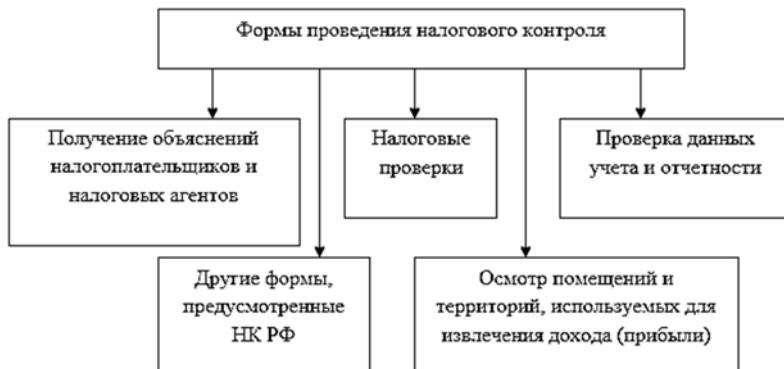 Формы проведения налогового контроля
Получение объяснений
налогоплательщиков и
налоговых агентов
Налоговые
проверки
Проверка данных
учета и отчетности
Другие формы,
предусмотренные
НК РФ
Осмотр помещений и
территорий, используемых для
извлечения дохода (прибыли)